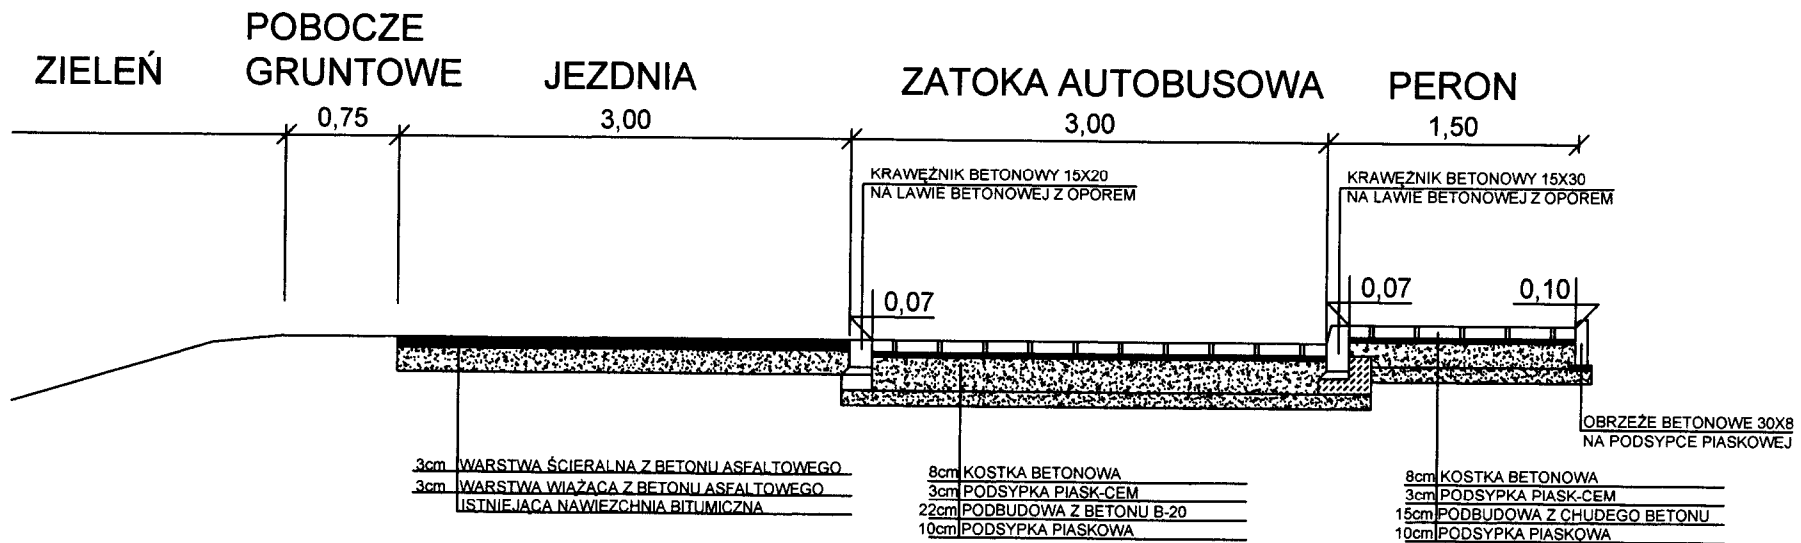 ZIELEŃ
POBOCZE
GRUNTOWE
JEZDNIA
ZATOKA AUTOBUSOWA
PERON
0,75
3,00
3,00
1,50
KRAWĘŻNIK BETONOWY 15X20
NA LAWIE BETONOWEJ Z OPOREM
KRAWĘŻNIK BETONOWY 15X30
NA LAWIE BETONOWEJ Z OPOREM
0,07
0,07
0,10
OBRZEŻE BETONOWE 30X8
NA PODSYPCE PIASKOWEJ
3cm WARSTWA ŚCIERALNA Z BETONU ASFALTOWEGO
3cm WARSTWA WIĄŻĄCA Z BETONU ASFALTOWEGO
ISTNIEJĄCA NAWIEZCHNIA BITUMICZNA
8cm KOSTKA BETONOWA
3cm PODSYPKA PIASK-CEM
22cm PODBUDOWA Z BETONU B-20
10cm PODSYPKA PIASKOWA
8cm KOSTKA BETONOWA
3cm PODSYPKA PIASK-CEM
15cm PODBUDOWA Z CHUDEGO BETONU
10cm PODSYPKA PIASKOWA